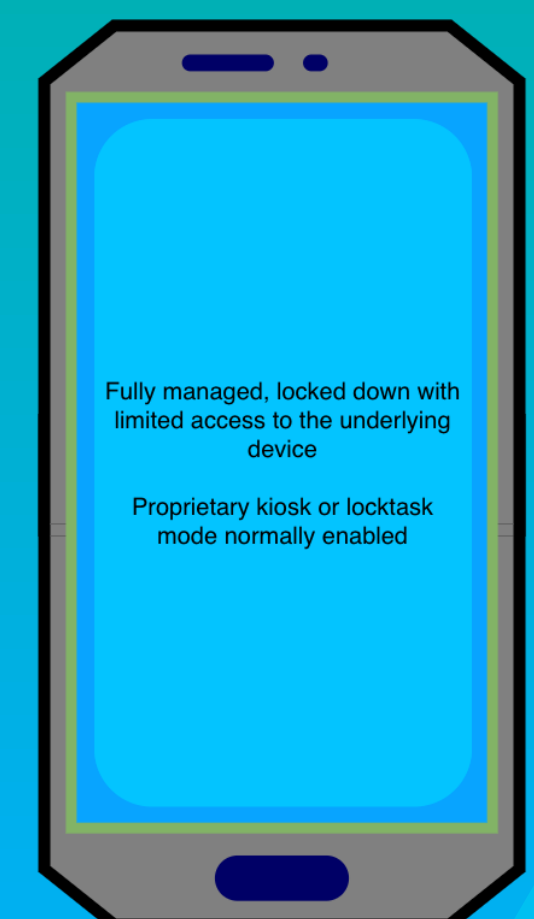 Fully managed, locked down with
limited access to the underlying
device
Proprietary kiosk or locktask
mode normally enabled